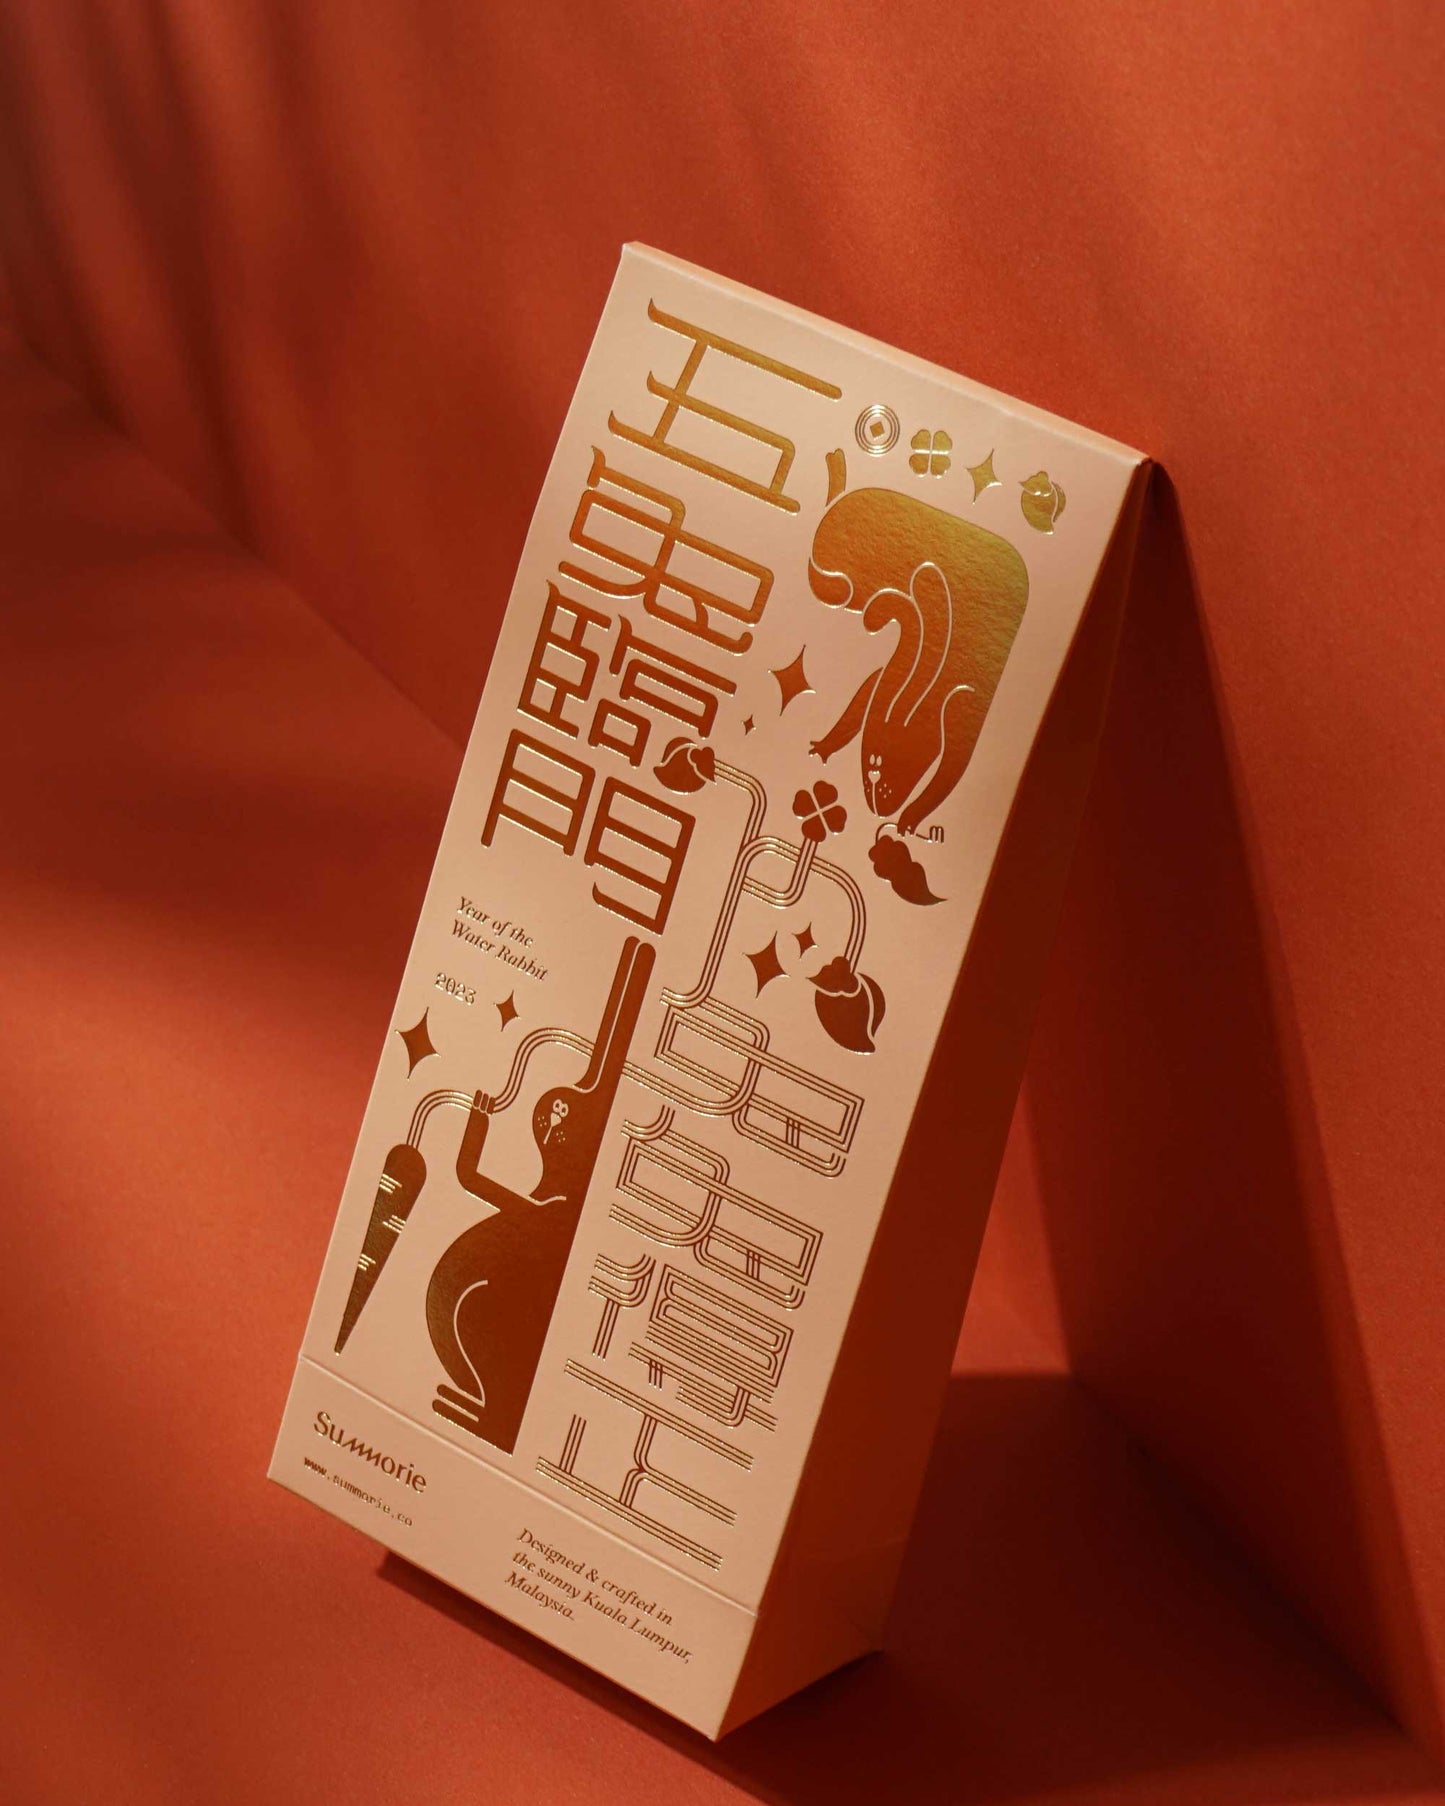 五兔臨門
Year of the
Water Rabbit
2023
Summorie
www.summorie.co
Designed & crafted in
the sunny Kuala Lumpur,
Malaysia.